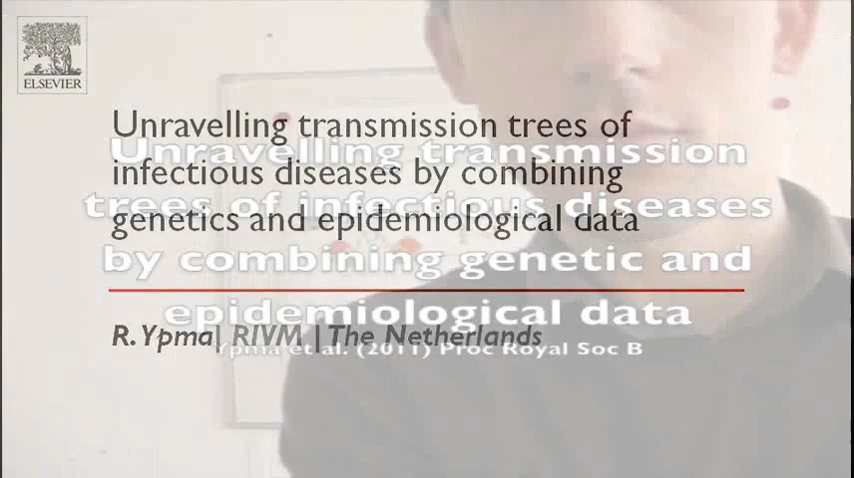 ELSEVIER
Unravelling transmission trees of
infectious diseases by combining
genetics and epidemiological data
R. Ypma| RIVM | The Netherlands
Unravelling transmission
trees of infectious diseases
by combining genetic and
epidemiological data
Ypma et al. (2011) Proc Royal Soc B